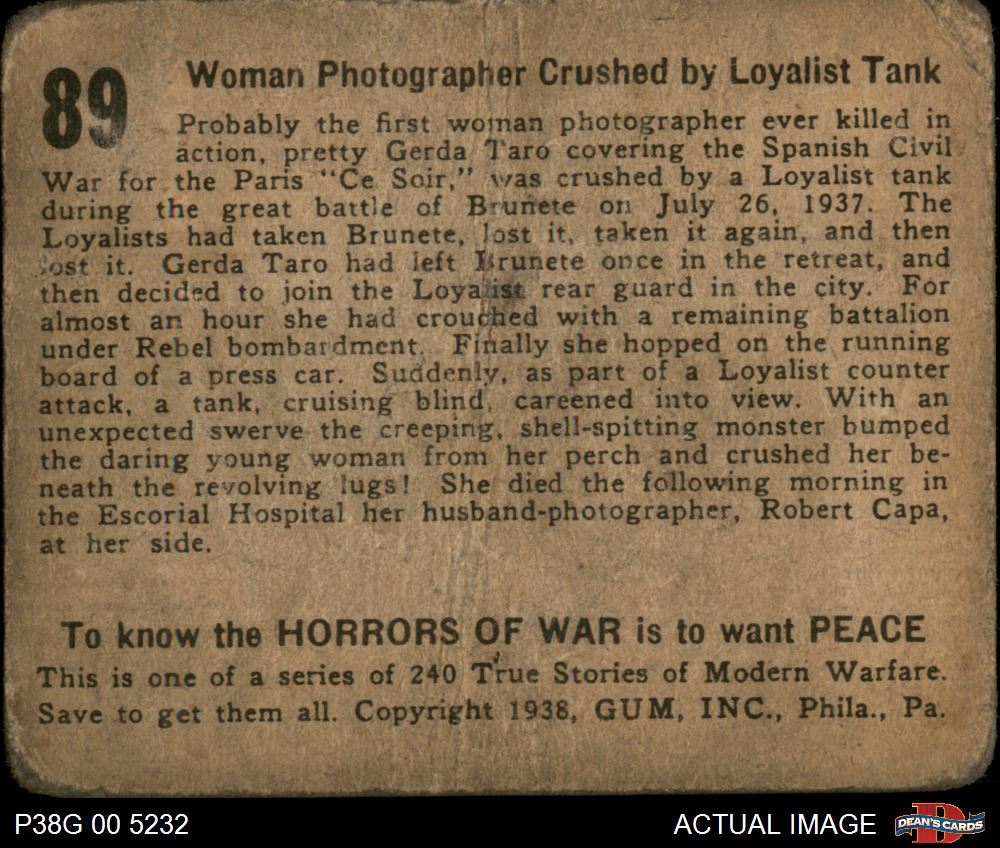 89
Woman Photographer Crushed by Loyalist Tank
Probably the first woman photographer ever killed in
action, pretty Gerda Taro covering the Spanish Civil
War for the Paris "Ce Soir," was crushed by a Loyalist tank
during the great battle of Brunete on July 26, 1937. The
Loyalists had taken Brunete, lost it, taken it again, and then
lost it. Gerda Taro had left Brunete once in the retreat, and
then decided to join the Loyalist rear guard in the city. For
almost an hour she had crouched with a remaining battalion
under Rebel bombardment. Finally she hopped on the running
board of a press car. Suddenly, as part of a Loyalist counter
attack, a tank, cruising blind, careened into view. With an
unexpected swerve the creeping, shell-spitting monster bumped
the daring young woman from her perch and crushed her be-
neath the revolving lugs! She died the following morning in
the Escorial Hospital her husband-photographer, Robert Capa,
at her side.
To know the HORRORS OF WAR is to want PEACE
This is one of a series of 240 True Stories of Modern Warfare.
Save to get them all. Copyright 1938, GUM, INC., Phila., Pa.
P38G 00 5232
ACTUAL IMAGE
DEAN'S CARDS